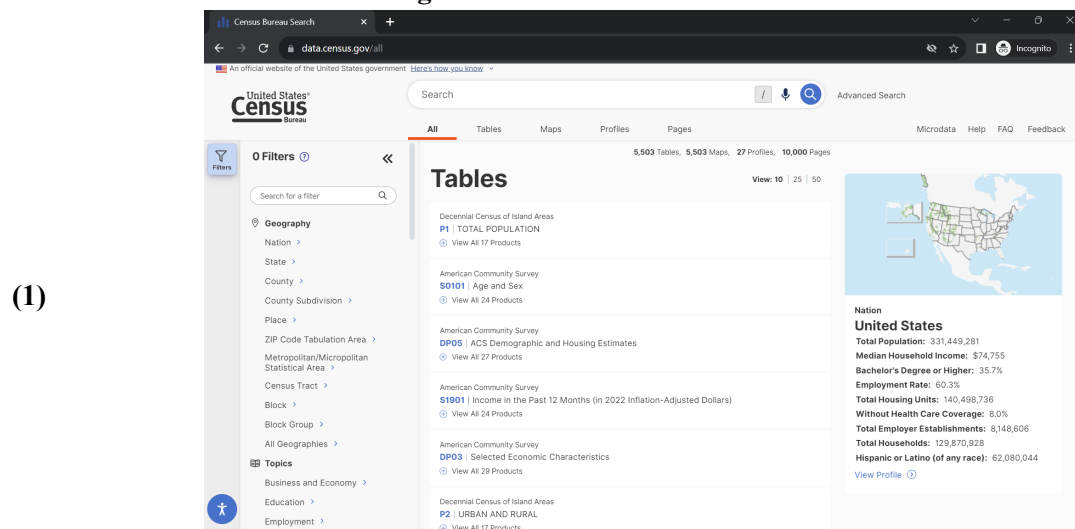 (1)
Census Bureau Search
data.census.gov/all
Incognito
An official website of the United States government Here's how you know
United States®
Census
Bureau
Search
/
Advanced Search
All Tables Maps Profiles Pages
Microdata Help FAQ Feedback
Filters
0 Filters
Search for a filter
Geography
Nation
State
County
County Subdivision
Place
ZIP Code Tabulation Area
Metropolitan/Micropolitan
Statistical Area
Census Tract
Block
Block Group
All Geographies
Topics
Business and Economy
Education
Employment
5,503 Tables, 5,503 Maps, 27 Profiles, 10,000 Pages
Tables
View: 10 | 25 | 50
Decennial Census of Island Areas
P1 | TOTAL POPULATION
View All 17 Products
American Community Survey
S0101 | Age and Sex
View All 24 Products
American Community Survey
DP05 | ACS Demographic and Housing Estimates
View All 27 Products
American Community Survey
S1901 | Income in the Past 12 Months (in 2022 Inflation-Adjusted Dollars)
View All 24 Products
American Community Survey
DP03 | Selected Economic Characteristics
View All 29 Products
Decennial Census of Island Areas
P2 | URBAN AND RURAL
View All 17 Products
Nation
United States
Total Population: 331,449,281
Median Household Income: $74,755
Bachelor's Degree or Higher: 35.7%
Employment Rate: 60.3%
Total Housing Units: 140,498,736
Without Health Care Coverage: 8.0%
Total Employer Establishments: 8,148,606
Total Households: 129,870,928
Hispanic or Latino (of any race): 62,080,044
View Profile